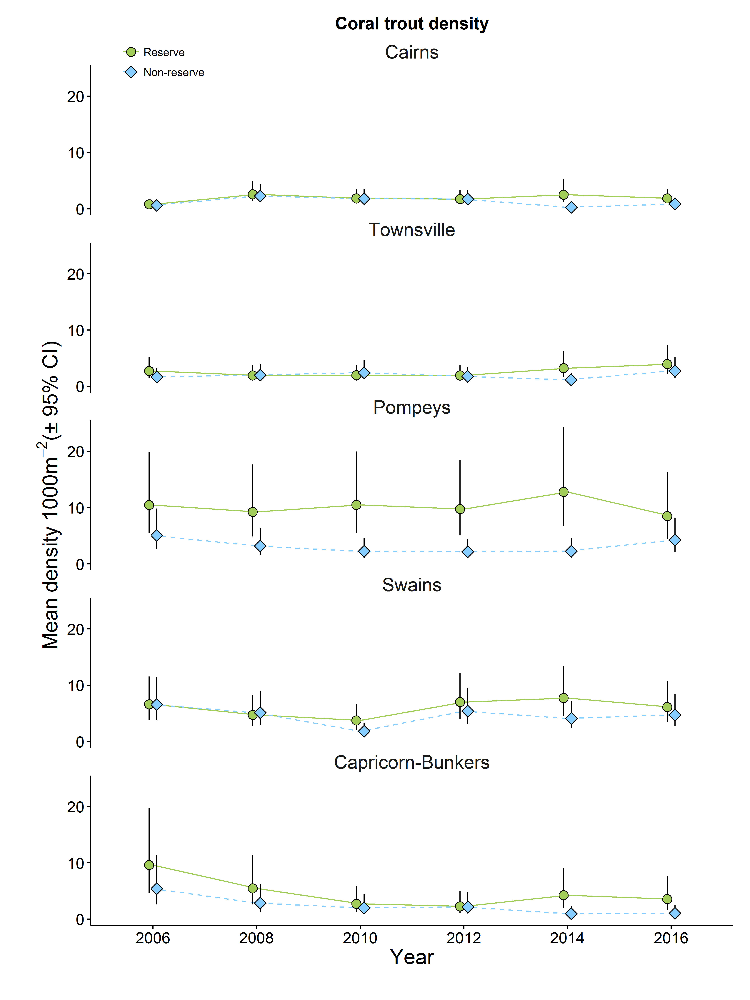 Coral trout density
Reserve
Non-reserve
Cairns
20
10
0
Townsville
20
10
0
Pompeys
20
10
0
Swains
20
10
0
Capricorn-Bunkers
20
10
0
Mean density 1000m⁻²(± 95% CI)
2006 2008 2010 2012 2014 2016
Year